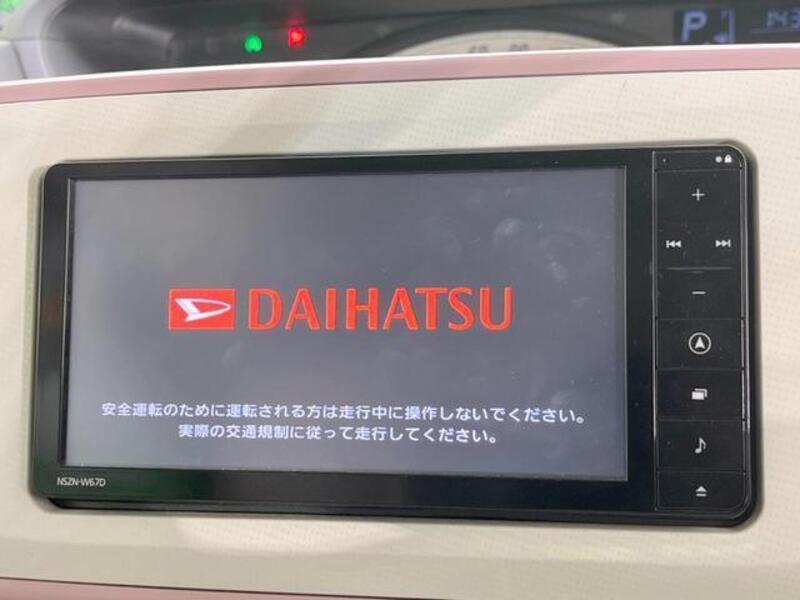 P
143
DAIHATSU
安全運転のために運転される方は走行中に操作しないでください。
実際の交通規制に従って走行してください。
NSZN-W67D